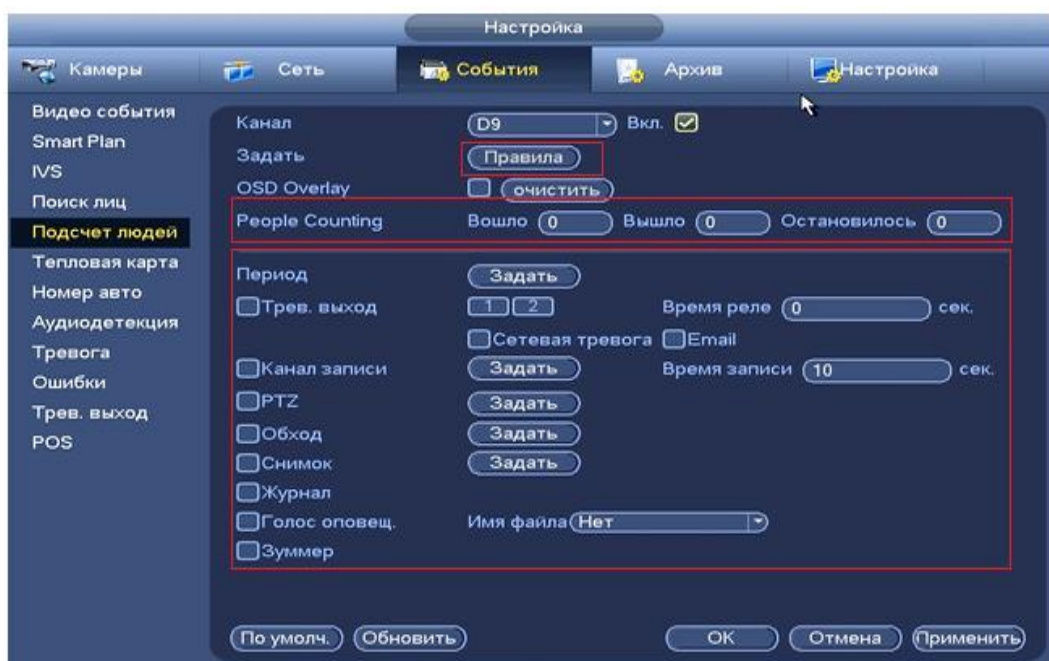 Настройка
Камеры Сеть События Архив Настройка
Видео события
Smart Plan
IVS
Поиск лиц
Подсчет людей
Тепловая карта
Номер авто
Аудиодетекция
Тревога
Ошибки
Трев. выход
POS
Канал D9 Вкл.
Задать Правила
OSD Overlay очистить
People Counting Вошло 0 Вышло 0 Остановилось 0
Период Задать
Трев. выход 1 2 Время реле 0 сек.
Сетевая тревога Email
Канал записи Задать Время записи 10 сек.
PTZ Задать
Обход Задать
Снимок Задать
Журнал
Голос оповещ. Имя файла Нет
Зуммер
По умолч. Обновить OK Отмена Применить